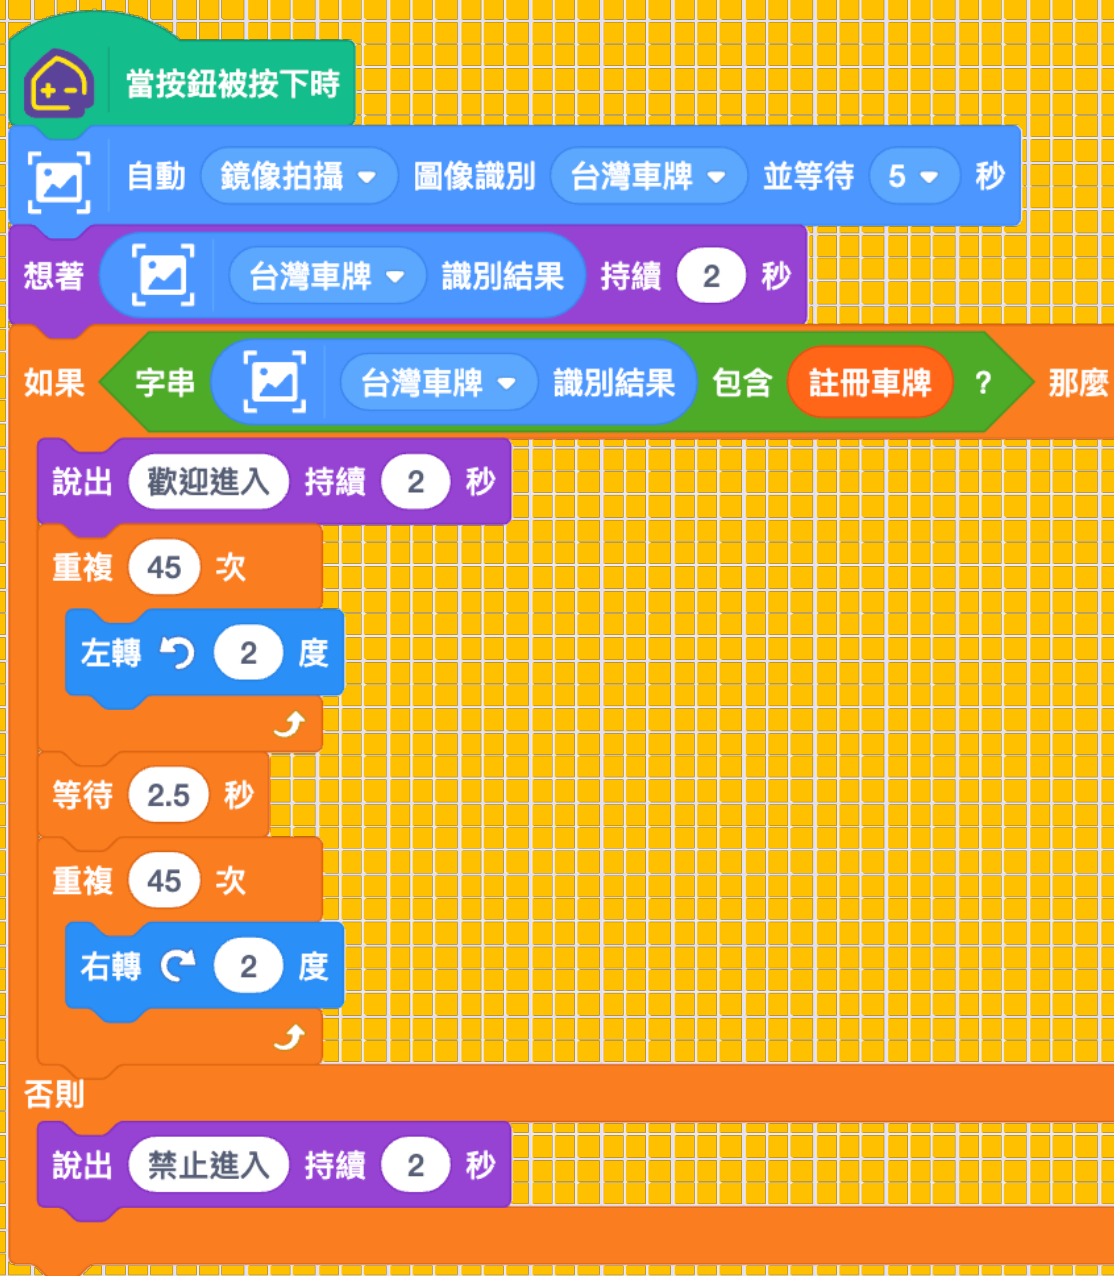 當按鈕被按下時
自動 鏡像拍攝 圖像識別 台灣車牌 並等待 5 秒
想著 台灣車牌 識別結果 持續 2 秒
如果 字串 台灣車牌 識別結果 包含 註冊車牌 ? 那麼
說出 歡迎進入 持續 2 秒
重複 45 次
左轉 2 度
等待 2.5 秒
重複 45 次
右轉 2 度
否則
說出 禁止進入 持續 2 秒